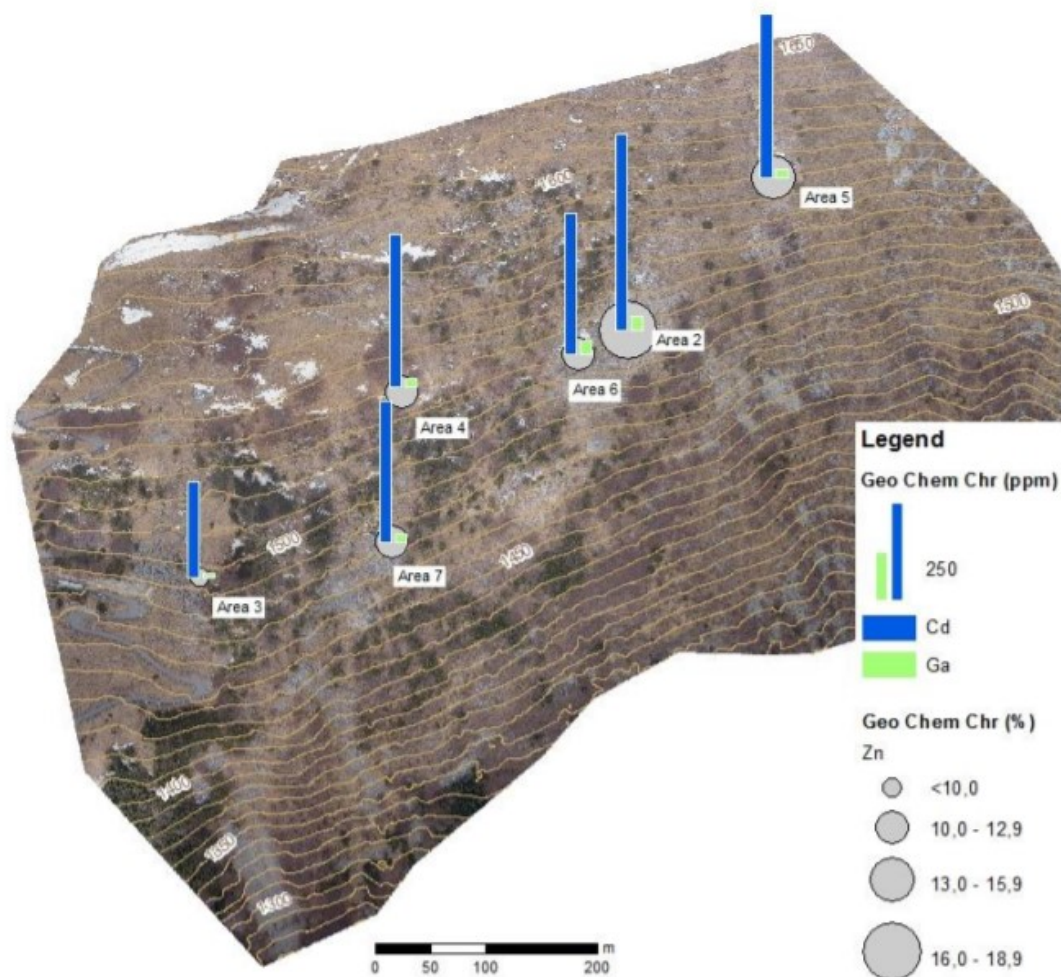 1650
1600
Area 5
1500
Area 2
Area 6
Area 4
1500
1450
Area 7
Area 3
1400
1350
1300
Legend
Geo Chem Chr (ppm)
250
Cd
Ga
Geo Chem Chr (%)
Zn
<10,0
10,0 - 12,9
13,0 - 15,9
16,0 - 18,9
m
0 50 100 200